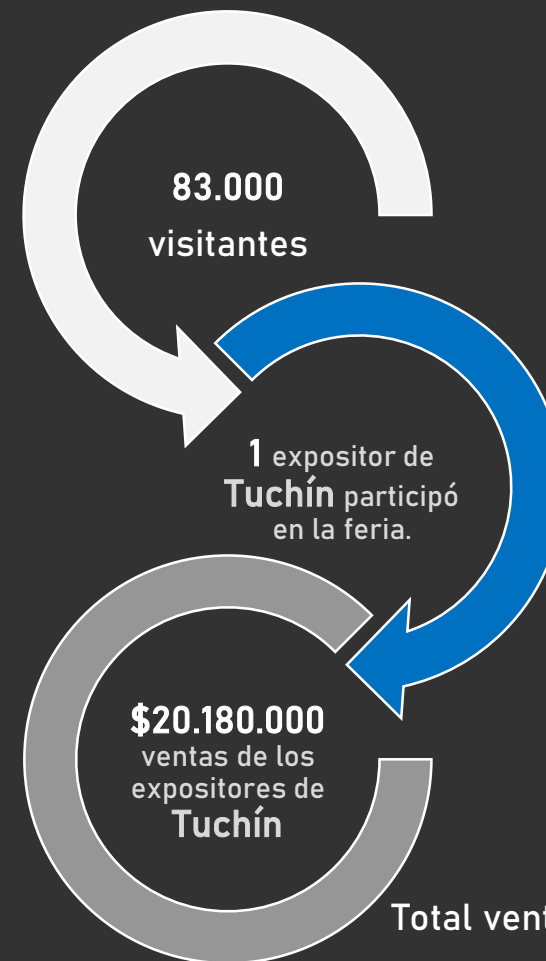 83.000
visitantes
1 expositor de
Tuchín participó
en la feria.
$20.180.000
ventas de los
expositores de
Tuchín
Total